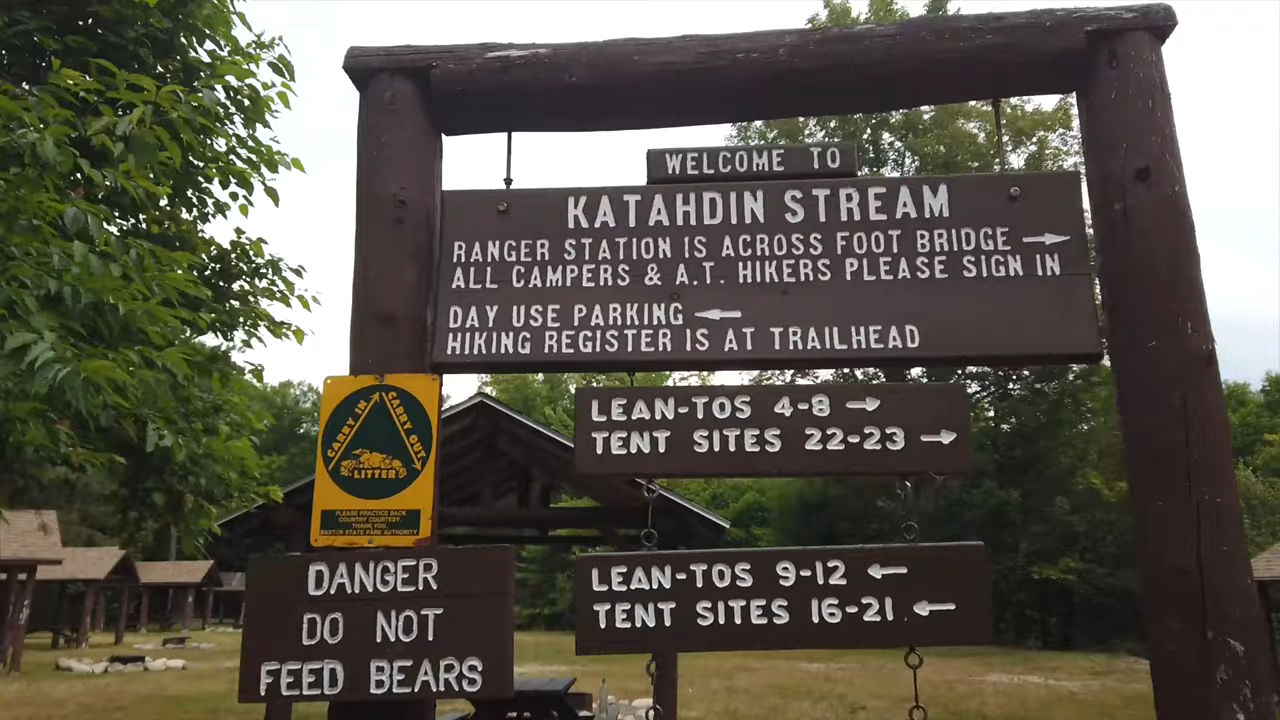 WELCOME TO
KATAHDIN STREAM
RANGER STATION IS ACROSS FOOT BRIDGE →
ALL CAMPERS & A.T. HIKERS PLEASE SIGN IN
DAY USE PARKING ←
HIKING REGISTER IS AT TRAILHEAD
LEAN-TOS 4-8 →
TENT SITES 22-23 →
CARRY IN
CARRY OUT
LITTER
PLEASE PRACTICE BACK
COUNTRY COURTESY
THANK YOU,
BAXTER STATE PARK AUTHORITY
LEAN-TOS 9-12 ←
TENT SITES 16-21 ←
DANGER
DO NOT
FEED BEARS